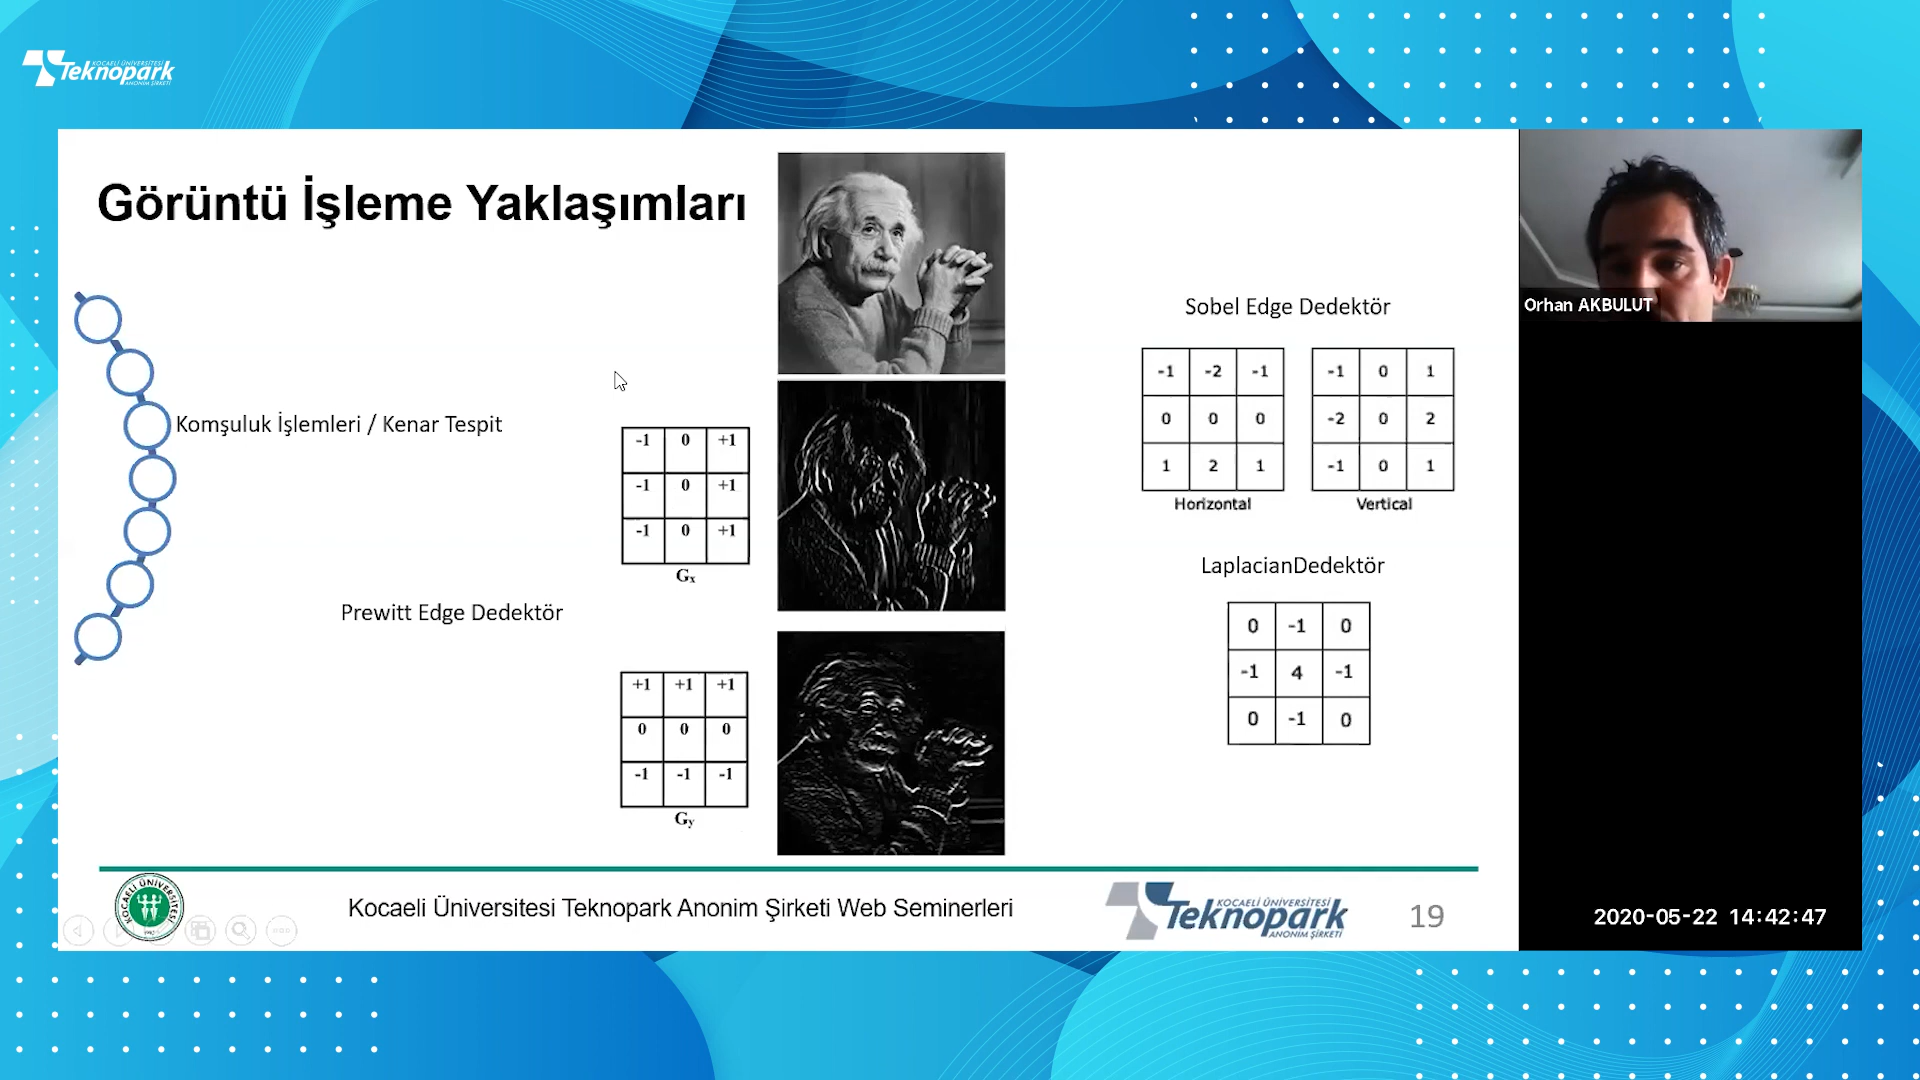 KOCAELİ ÜNİVERSİTESİ
Teknopark
ANONİM ŞİRKETİ
Görüntü İşleme Yaklaşımları
Komşuluk İşlemleri / Kenar Tespit
-1 0 +1
-1 0 +1
-1 0 +1
Gx
Prewitt Edge Dedektör
+1 +1 +1
0 0 0
-1 -1 -1
Gy
Sobel Edge Dedektör
-1 -2 -1
0 0 0
1 2 1
Horizontal
-1 0 1
-2 0 2
-1 0 1
Vertical
LaplacianDedektör
0 -1 0
-1 4 -1
0 -1 0
Orhan AKBULUT
KOCAELİ ÜNİVERSİTESİ
Kocaeli Üniversitesi Teknopark Anonim Şirketi Web Seminerleri
KOCAELİ ÜNİVERSİTESİ
Teknopark
ANONİM ŞİRKETİ
19
2020-05-22 14:42:47